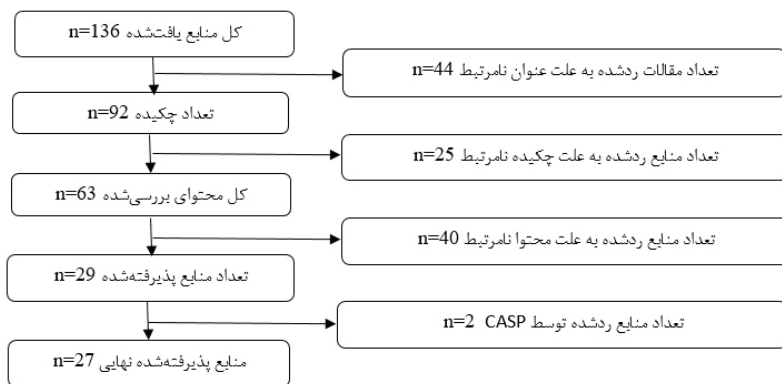 کل منابع یافت‌شده n=136
تعداد مقالات ردشده به علت عنوان نامرتبط n=44
تعداد چکیده n=92
تعداد منابع ردشده به علت چکیده نامرتبط n=25
کل محتوای بررسی‌شده n=63
تعداد منابع ردشده به علت محتوا نامرتبط n=40
تعداد منابع پذیرفته‌شده n=29
تعداد منابع ردشده توسط CASP n=2
منابع پذیرفته‌شده نهایی n=27